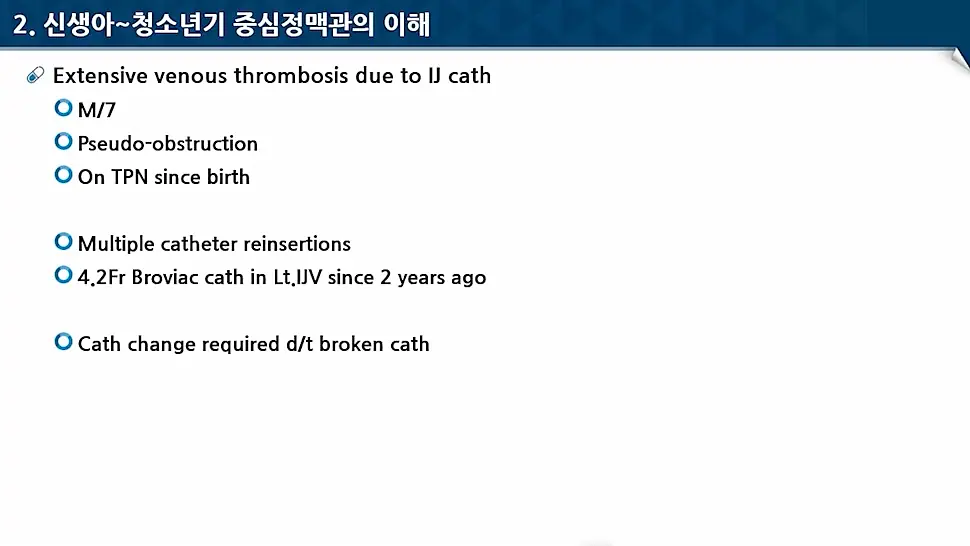 2. 신생아~청소년기 중심정맥관의 이해
Extensive venous thrombosis due to IJ cath
M/7
Pseudo-obstruction
On TPN since birth
Multiple catheter reinsertions
4.2Fr Broviac cath in Lt.IJV since 2 years ago
Cath change required d/t broken cath